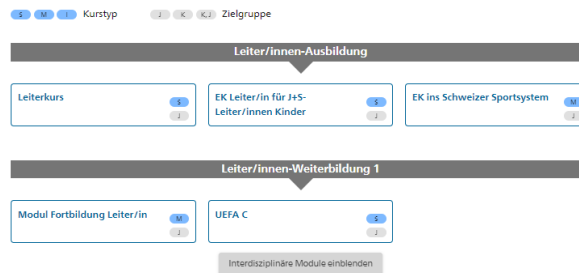 S M I Kurstyp J K K,J Zielgruppe
Leiter/innen-Ausbildung
Leiterkurs S J
EK Leiter/in für J+S-
Leiter/innen Kinder S J
EK ins Schweizer Sportsystem M J
Leiter/innen-Weiterbildung 1
Modul Fortbildung Leiter/in M J
UEFA C S J
Interdisziplinäre Module einblenden